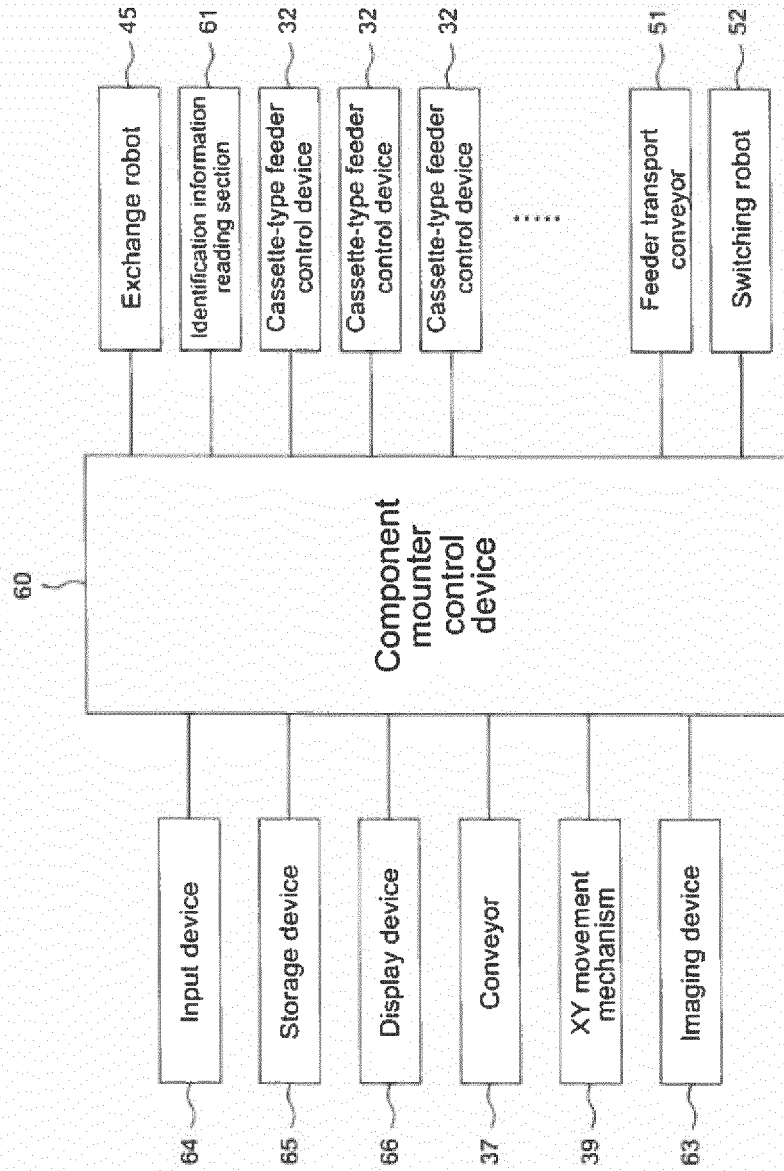 60
Component
mounter
control
device
Input device
64
Storage device
65
Display device
66
Conveyor
37
XY movement
mechanism
39
Imaging device
63
Exchange robot
45
Identification information
reading section
61
Cassette-type feeder
control device
32
Cassette-type feeder
control device
32
Cassette-type feeder
control device
32
Feeder transport
conveyor
51
Switching robot
52